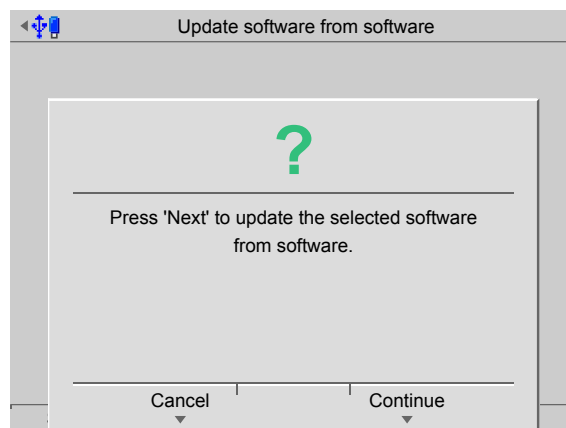 Update software from software
?
Press 'Next' to update the selected software
from software.
Cancel
Continue